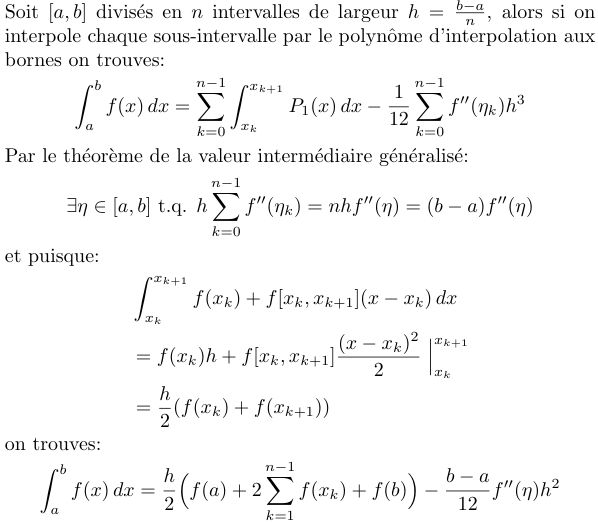 Soit $[a, b]$ divisés en $n$ intervalles de largeur $h = \frac{b-a}{n}$, alors si on
interpole chaque sous-intervalle par le polynôme d'interpolation aux
bornes on trouves:
$$\int_a^b f(x)\,dx = \sum_{k=0}^{n-1} \int_{x_k}^{x_{k+1}} P_1(x)\,dx - \frac{1}{12} \sum_{k=0}^{n-1} f''(\eta_k)h^3$$
Par le théorème de la valeur intermédiaire généralisé:
$$\exists \eta \in [a, b] \text{ t.q. } h \sum_{k=0}^{n-1} f''(\eta_k) = nhf''(\eta) = (b-a)f''(\eta)$$
et puisque:
$$\int_{x_k}^{x_{k+1}} f(x_k) + f[x_k, x_{k+1}](x - x_k)\,dx$$
$$= f(x_k)h + f[x_k, x_{k+1}]\frac{(x-x_k)^2}{2}\Big|_{x_k}^{x_{k+1}}$$
$$= \frac{h}{2}(f(x_k) + f(x_{k+1}))$$
on trouves:
$$\int_a^b f(x)\,dx = \frac{h}{2}\Big(f(a) + 2\sum_{k=1}^{n-1} f(x_k) + f(b)\Big) - \frac{b-a}{12}f''(\eta)h^2$$